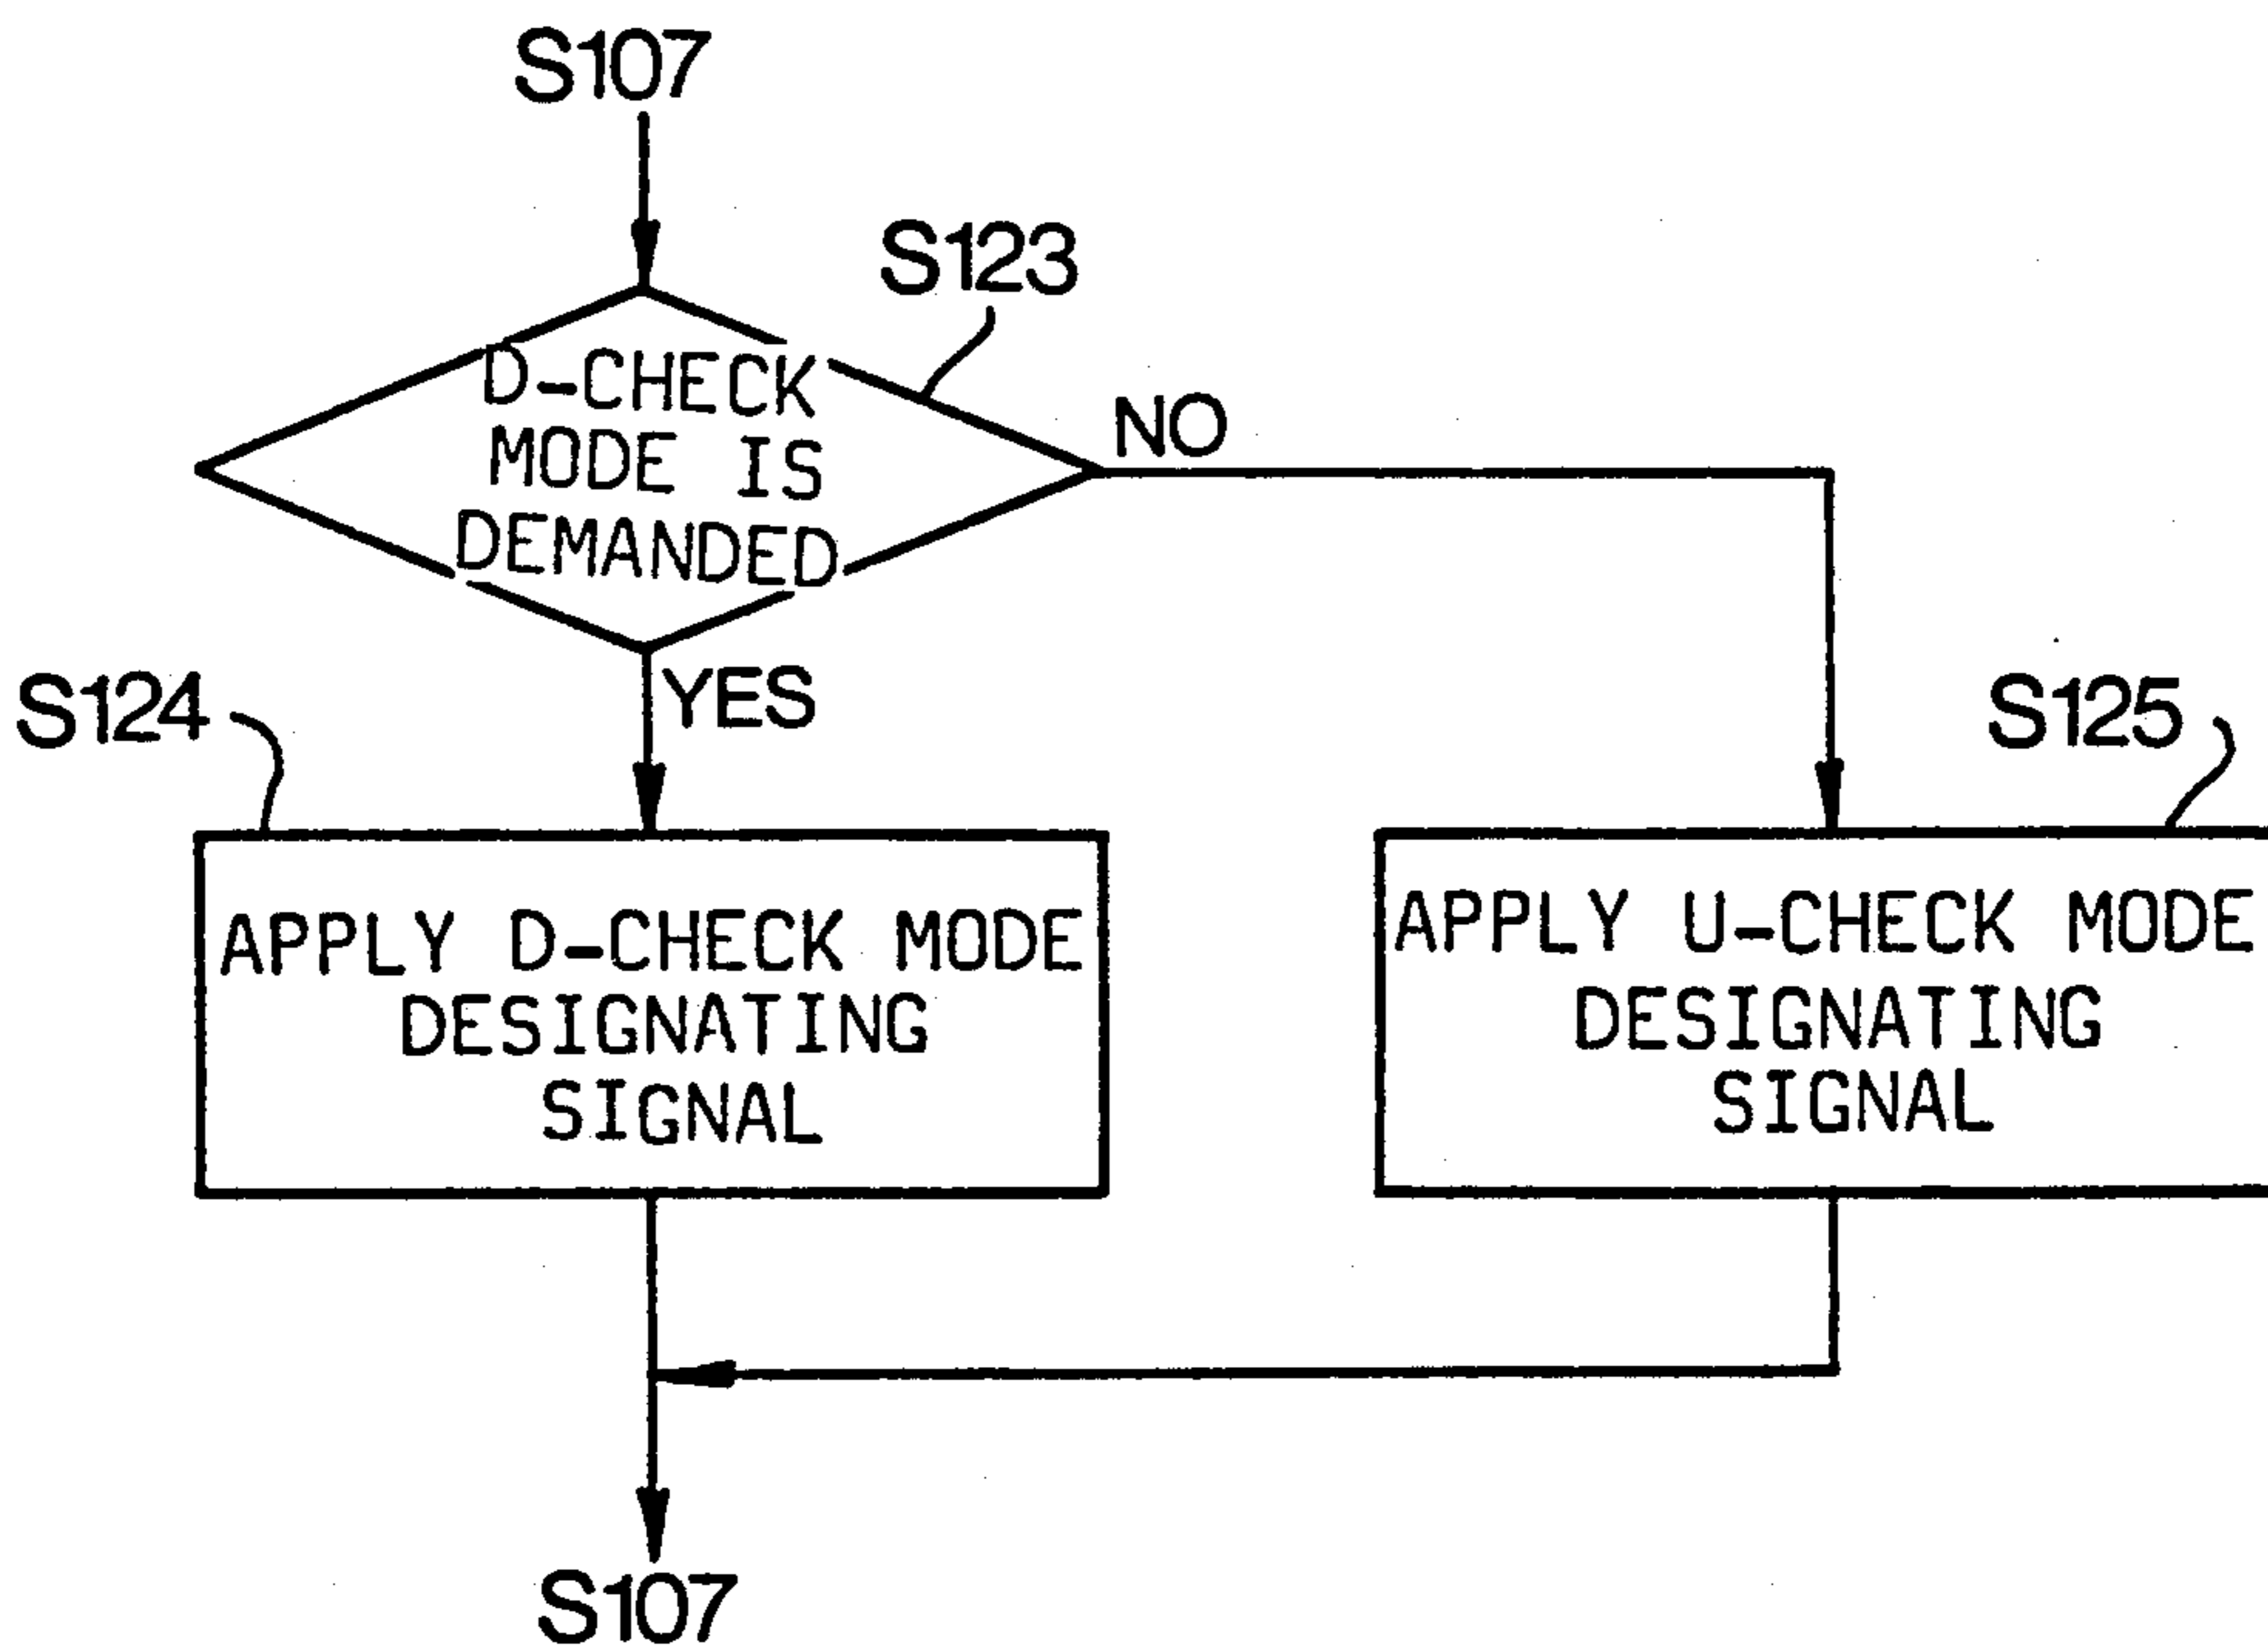 S107
S123
D-CHECK
MODE IS
DEMANDED
NO
YES
S124
S125
APPLY D-CHECK MODE
DESIGNATING
SIGNAL
APPLY U-CHECK MODE
DESIGNATING
SIGNAL
S107